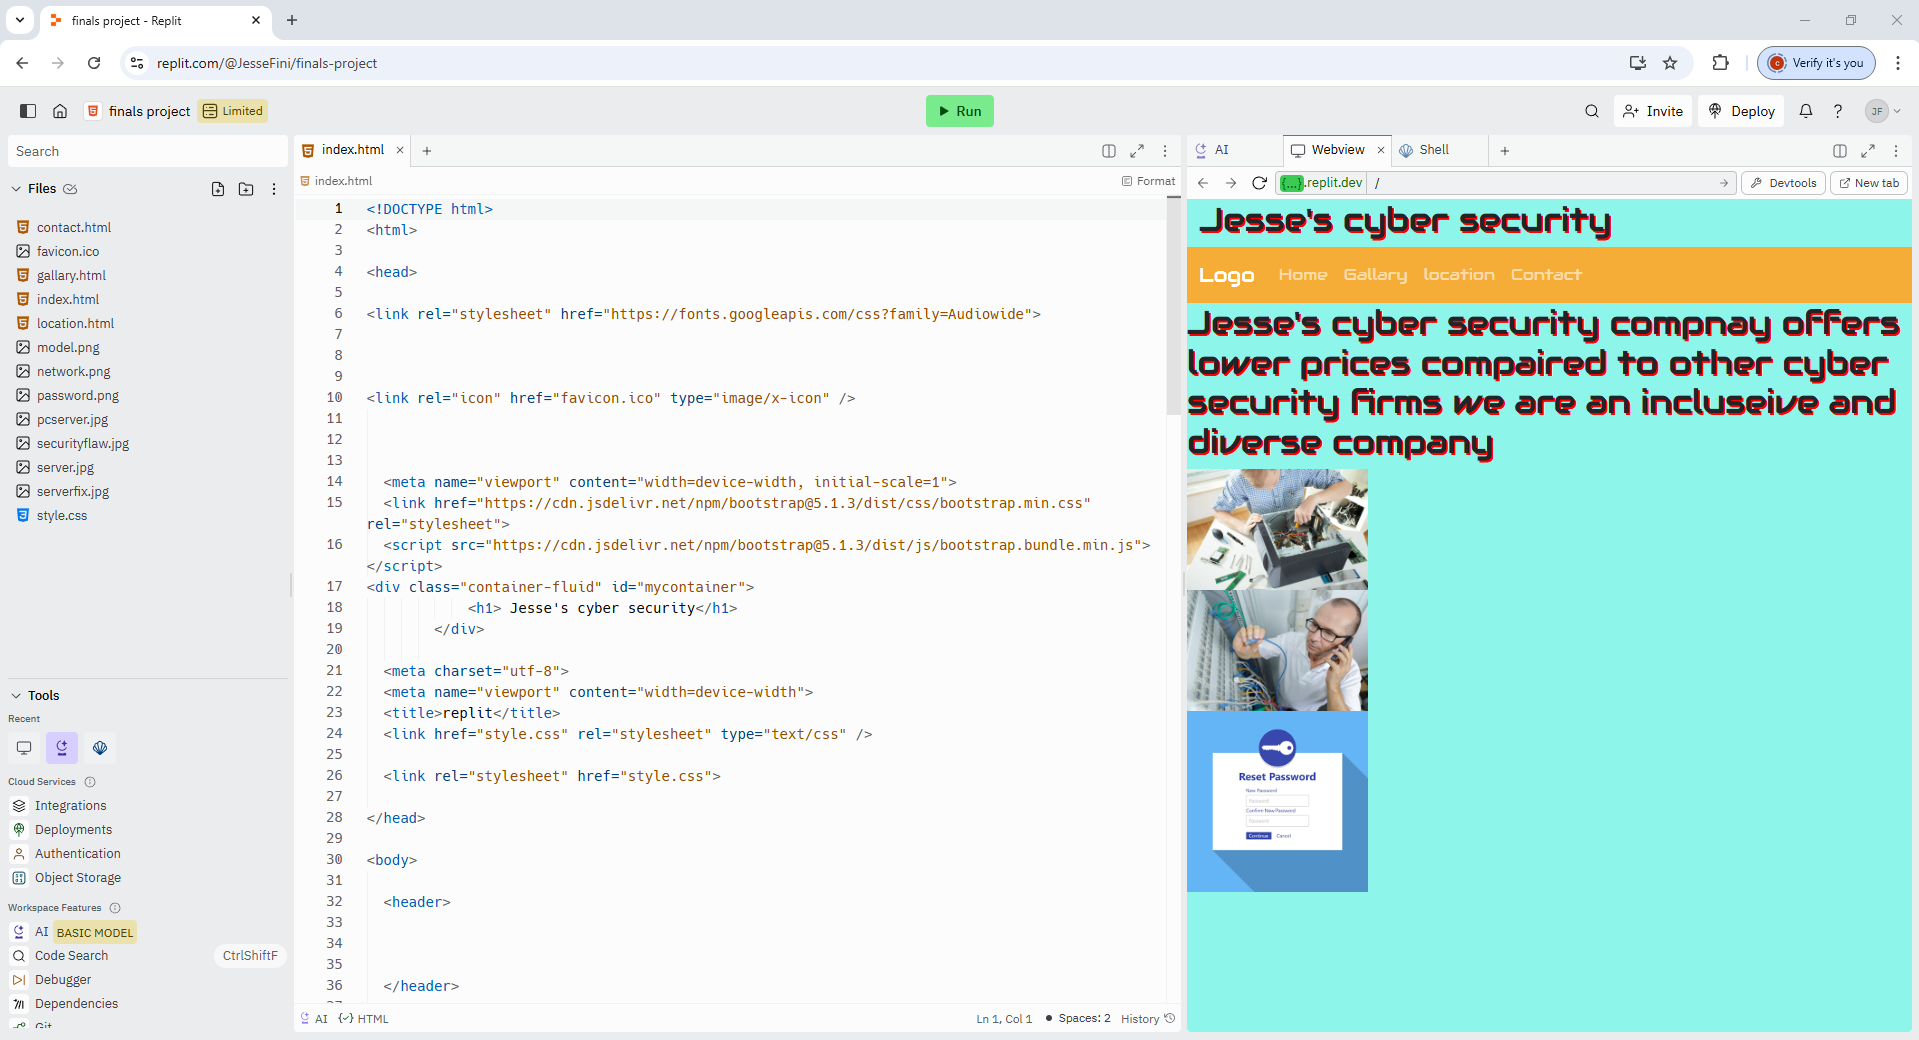 finals project - Replit
replit.com/@JesseFini/finals-project
Verify it's you
finals project
Limited
Run
Invite
Deploy
JF
Search
Files
contact.html
favicon.ico
gallary.html
index.html
location.html
model.png
network.png
password.png
pcserver.jpg
securityflaw.jpg
server.jpg
serverfix.jpg
style.css
Tools
Recent
Cloud Services
Integrations
Deployments
Authentication
Object Storage
Workspace Features
AI BASIC MODEL
Code Search CtrlShiftF
Debugger
Dependencies
Git
index.html
index.html
Format
1 <!DOCTYPE html>
2 <html>
3
4 <head>
5
6 <link rel="stylesheet" href="https://fonts.googleapis.com/css?family=Audiowide">
7
8
9
10 <link rel="icon" href="favicon.ico" type="image/x-icon" />
11
12
13
14 <meta name="viewport" content="width=device-width, initial-scale=1">
15 <link href="https://cdn.jsdelivr.net/npm/bootstrap@5.1.3/dist/css/bootstrap.min.css"
rel="stylesheet">
16 <script src="https://cdn.jsdelivr.net/npm/bootstrap@5.1.3/dist/js/bootstrap.bundle.min.js">
</script>
17 <div class="container-fluid" id="mycontainer">
18 <h1> Jesse's cyber security</h1>
19 </div>
20
21 <meta charset="utf-8">
22 <meta name="viewport" content="width=device-width">
23 <title>replit</title>
24 <link href="style.css" rel="stylesheet" type="text/css" />
25
26 <link rel="stylesheet" href="style.css">
27
28 </head>
29
30 <body>
31
32 <header>
33
34
35
36 </header>
AI
HTML
Ln 1, Col 1
Spaces: 2
History
AI
Webview
Shell
{...}.replit.dev
/
Devtools
New tab
Jesse's cyber security
Logo Home Gallary location Contact
Jesse's cyber security compnay offers
lower prices compaired to other cyber
security firms we are an incluseive and
diverse company
Reset Password
New Password
Password
Confirm New Password
Password
Continue Cancel